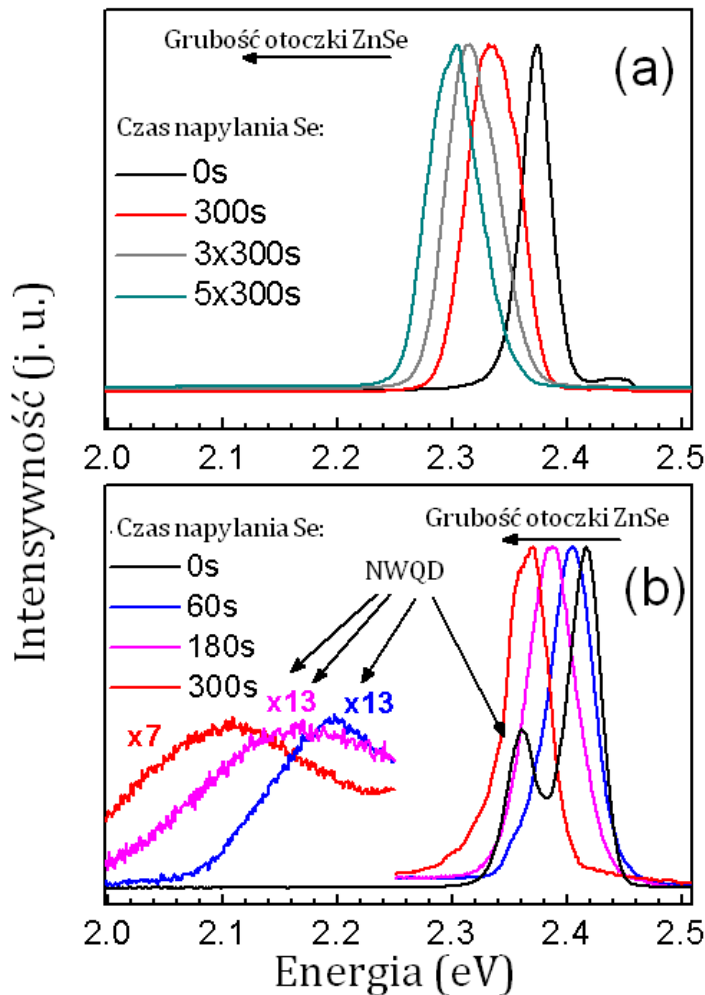 Grubość otoczki ZnSe
(a)
Czas napylania Se:
0s
300s
3x300s
5x300s
2.0 2.1 2.2 2.3 2.4 2.5
Intensywność (j. u.)
Czas napylania Se:
Grubość otoczki ZnSe
0s
NWQD
(b)
60s
180s
300s
x7
x13
x13
2.0 2.1 2.2 2.3 2.4 2.5
Energia (eV)